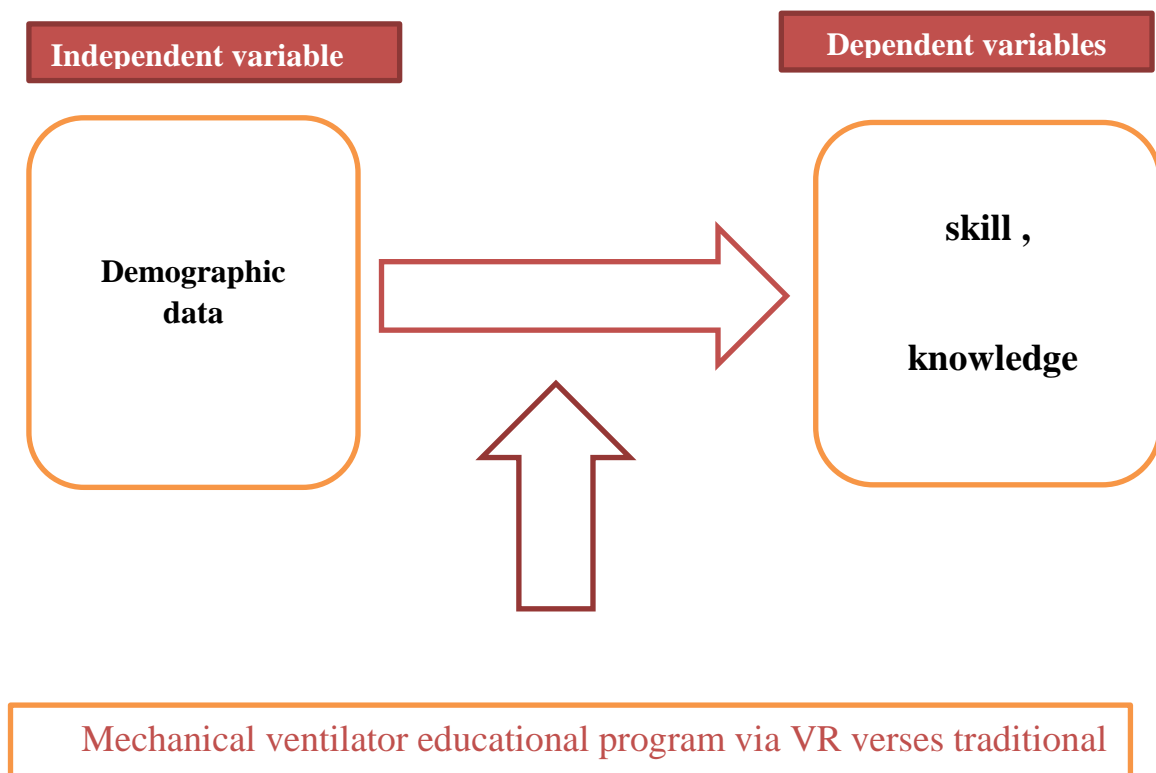 Independent variable
Dependent variables
Demographic
data
skill ,
knowledge
Mechanical ventilator educational program via VR verses traditional